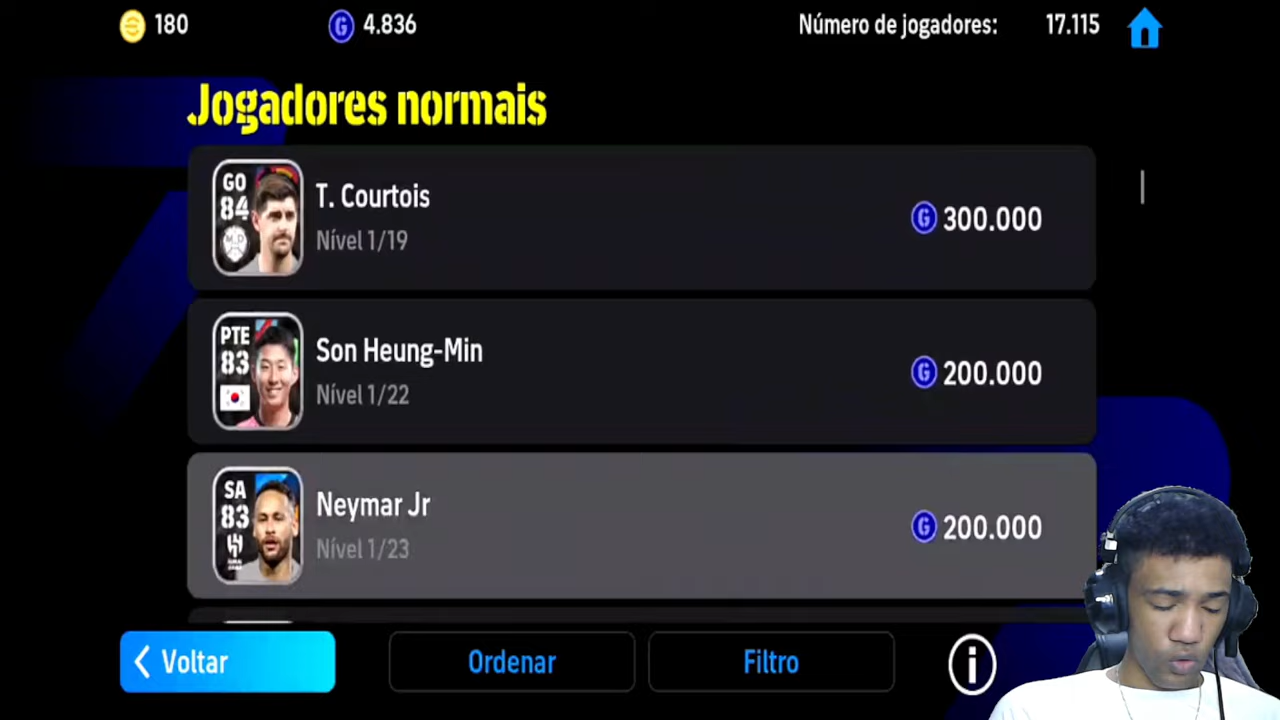 180
4.836
Número de jogadores: 17.115
Jogadores normais
GO
84
T. Courtois
Nível 1/19
300.000
PTE
83
Son Heung-Min
Nível 1/22
200.000
SA
83
Neymar Jr
Nível 1/23
200.000
Voltar
Ordenar
Filtro